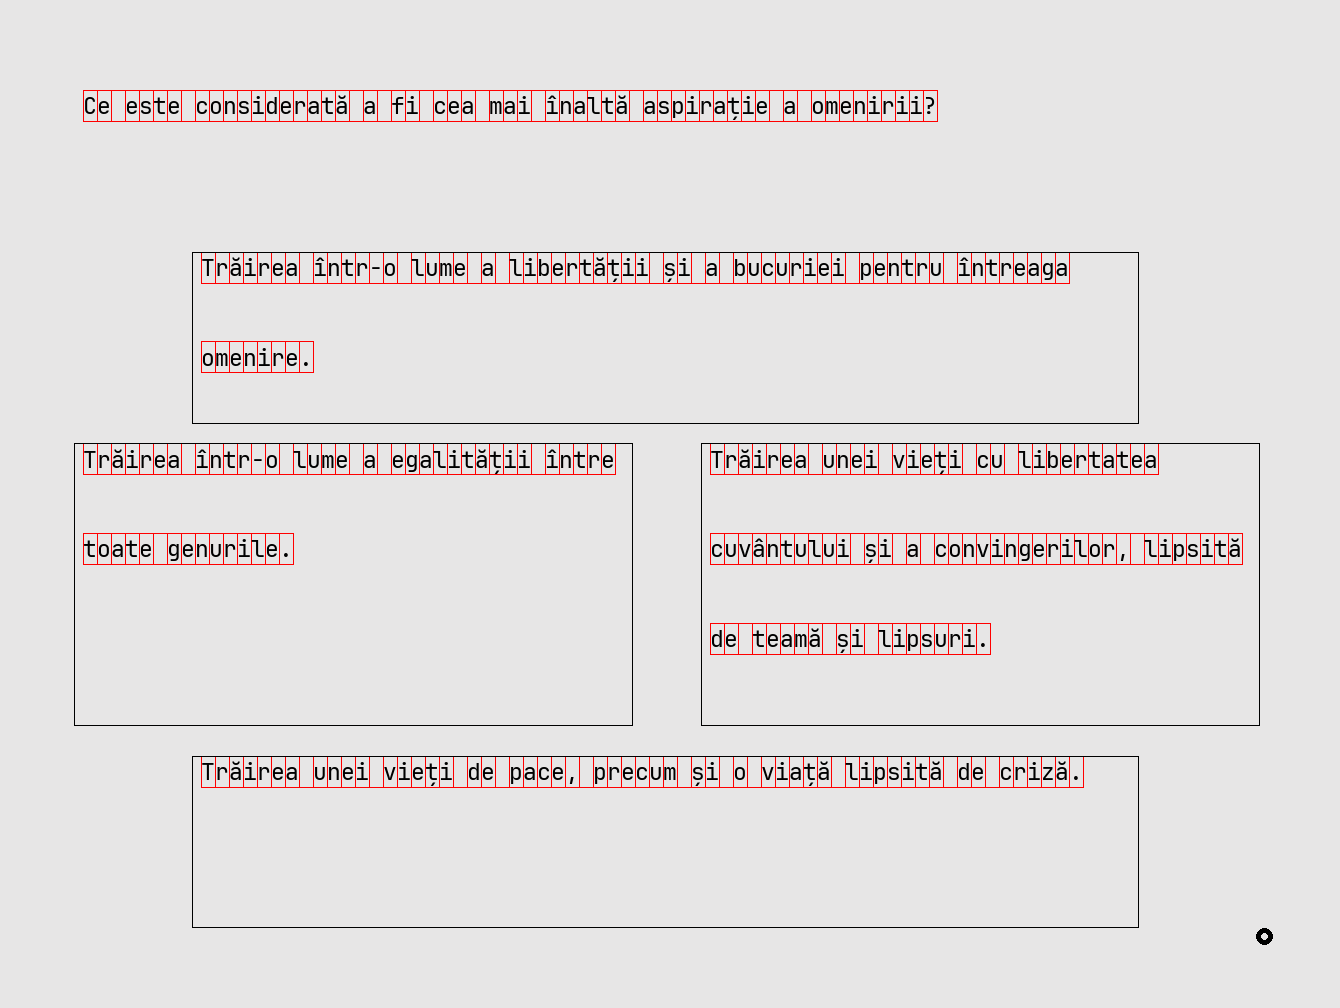 Ce este considerată a fi cea mai înaltă aspirație a omenirii?
Trăirea într-o lume a libertății și a bucuriei pentru întreaga
omenire.
Trăirea într-o lume a egalității între
toate genurile.
Trăirea unei vieți cu libertatea
cuvântului și a convingerilor, lipsită
de teamă și lipsuri.
Trăirea unei vieți de pace, precum și o viață lipsită de criză.